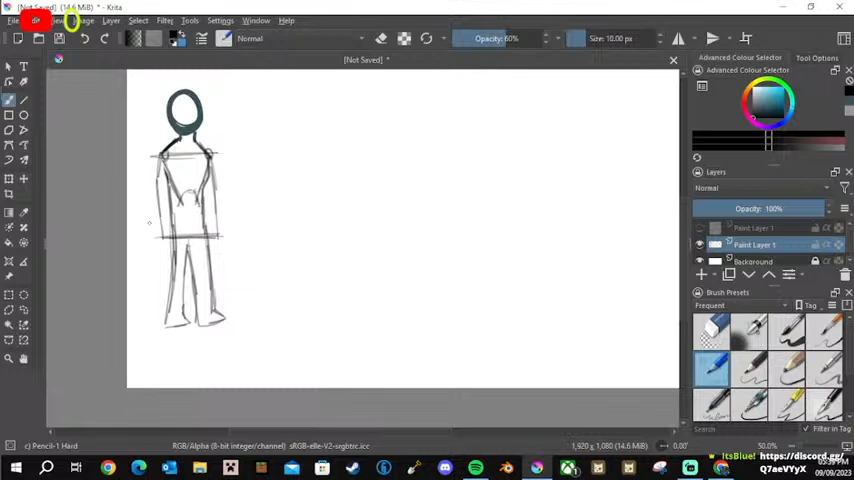 [Not Saved] (14.6 MiB) * - Krita
File
View
Image
Layer
Select
Filter
Tools
Settings
Window
Help
Normal
Opacity: 60%
Size: 10.00 px
[Not Saved] *
Advanced Colour Selector
Tool Options
Advanced Colour Selector
Layers
Normal
Opacity: 100%
Paint Layer 1
Paint Layer 1
Background
Brush Presets
Frequent
Tag
Search
Filter in Tag
c) Pencil-1 Hard
RGB/Alpha (8-bit integer/channel) sRGB-elle-V2-srgbtrc.icc
1,920 x 1,080 (14.6 MiB)
0.00°
50.0%
ItsBlue! https://discord.gg/
Q7aeVYyX
09/09/2023